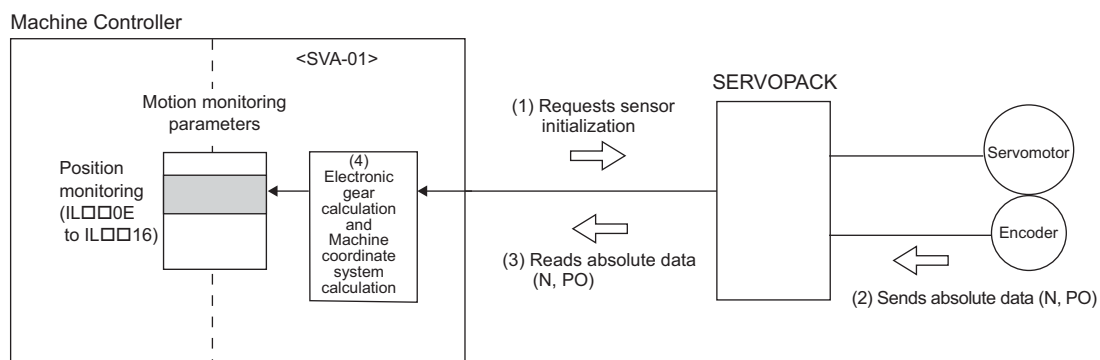 Machine Controller
<SVA-01>
Motion monitoring
parameters
Position
monitoring
(IL□□0E
to IL□□16)
(4)
Electronic
gear
calculation
and
Machine
coordinate
system
calculation
(1) Requests sensor
initialization
(3) Reads absolute data
(N, PO)
SERVOPACK
Servomotor
Encoder
(2) Sends absolute data (N, PO)